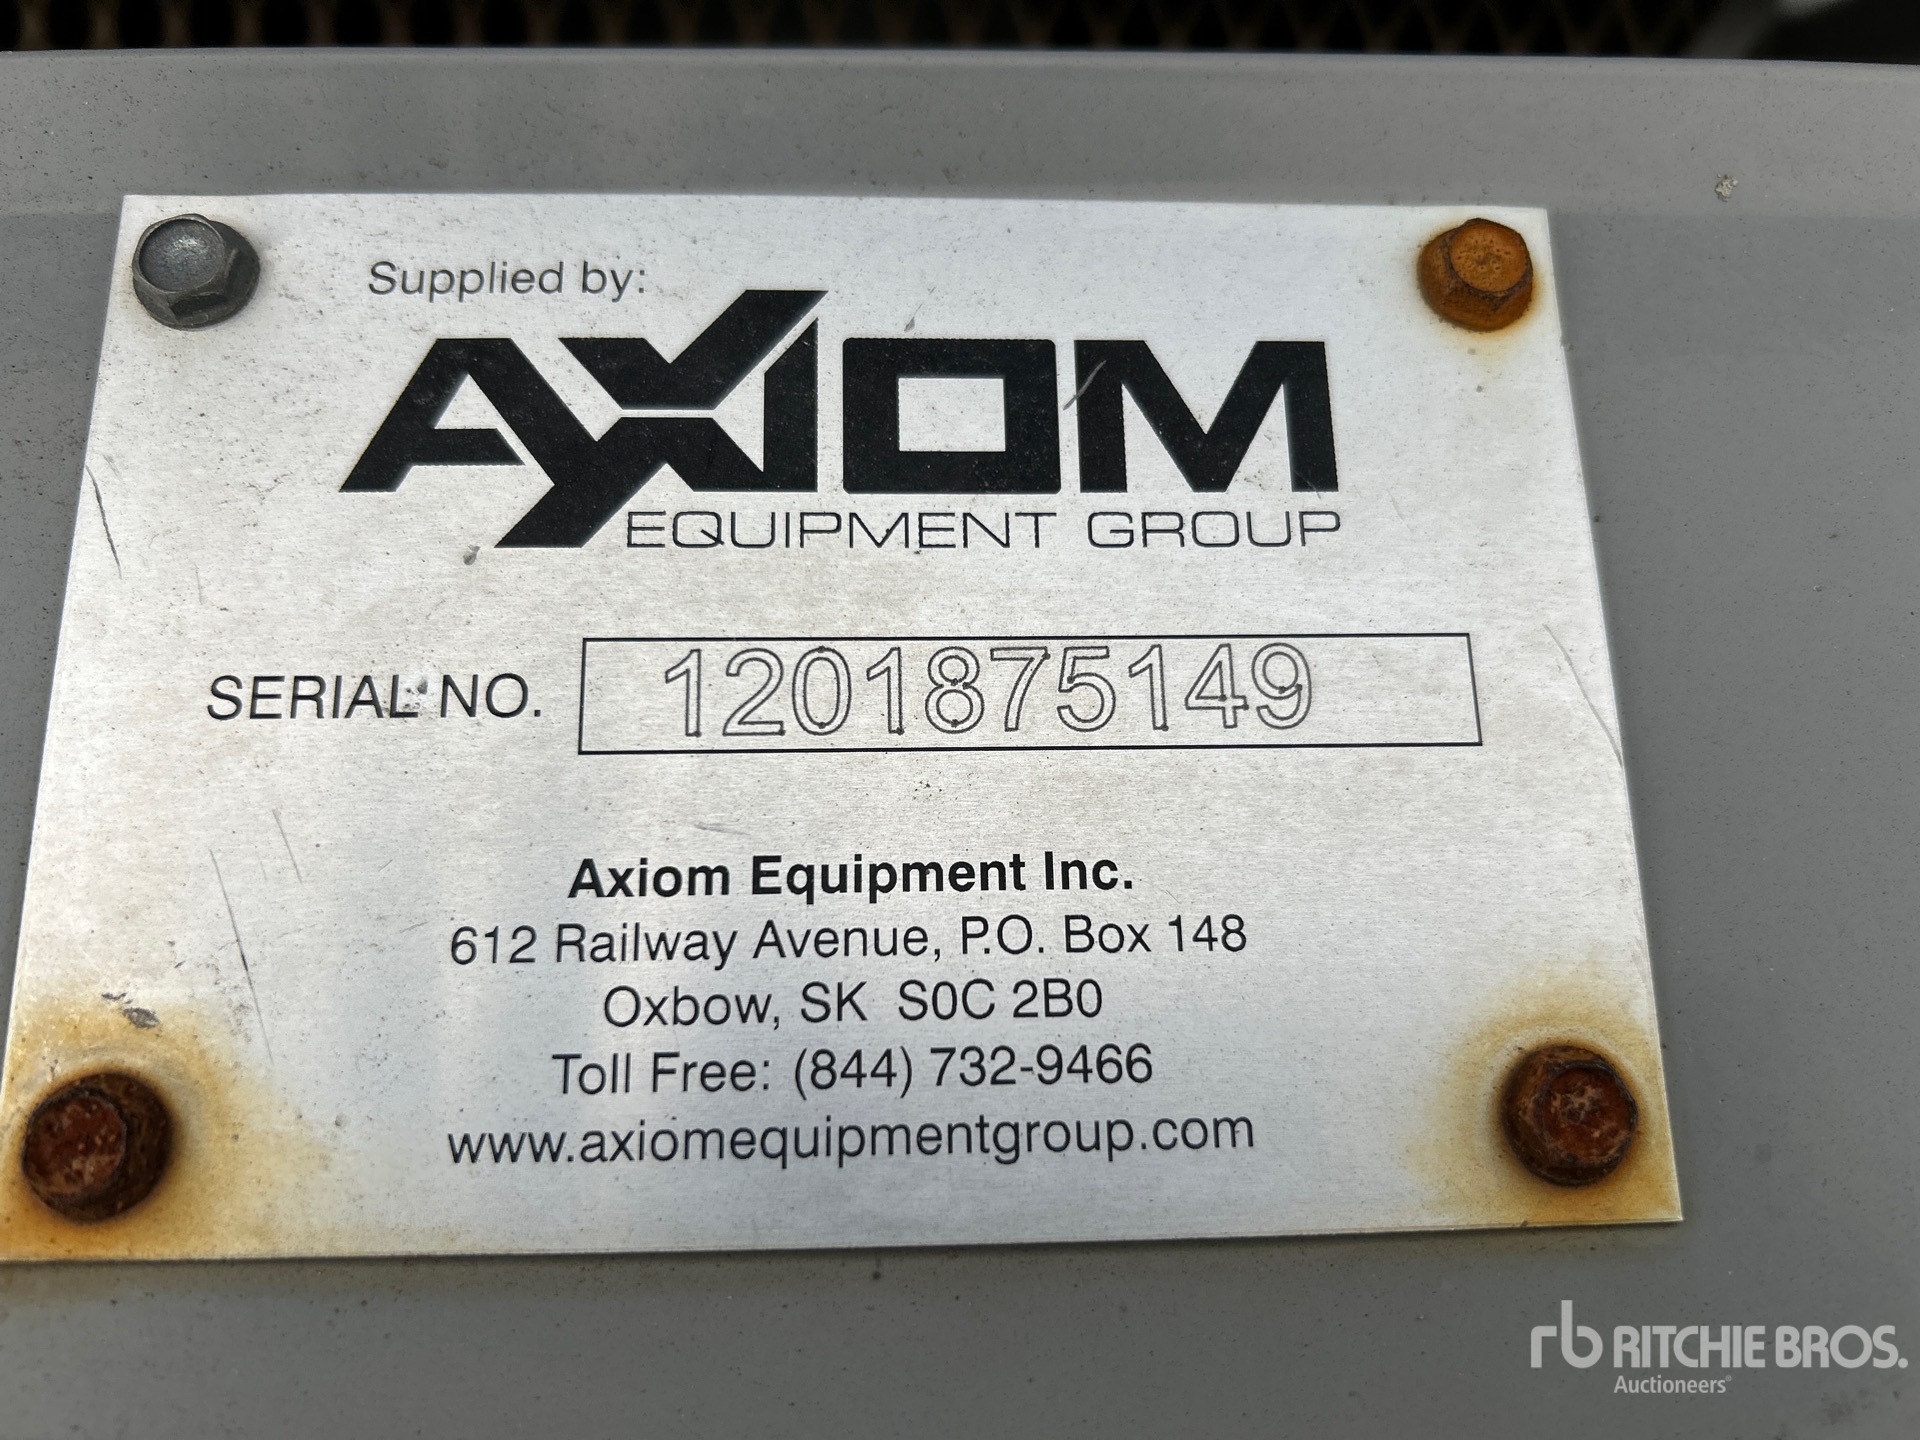 Supplied by:
AXIOM
EQUIPMENT GROUP
SERIAL NO. 1201875149
Axiom Equipment Inc.
612 Railway Avenue, P.O. Box 148
Oxbow, SK S0C 2B0
Toll Free: (844) 732-9466
www.axiomequipmentgroup.com
rb RITCHIE BROS.
Auctioneers®